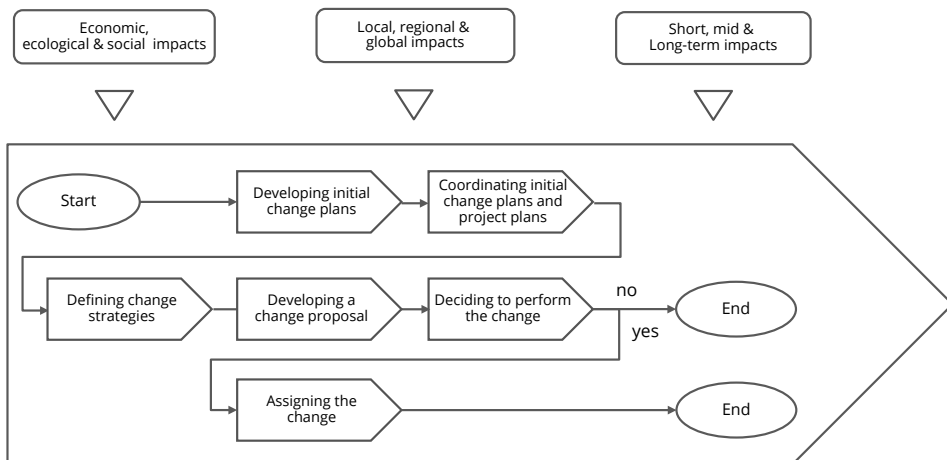 Economic,
ecological & social impacts
Local, regional &
global impacts
Short, mid &
Long-term impacts
Start
Developing initial
change plans
Coordinating initial
change plans and
project plans
Defining change
strategies
Developing a
change proposal
Deciding to perform
the change
no
yes
End
Assigning the
change
End